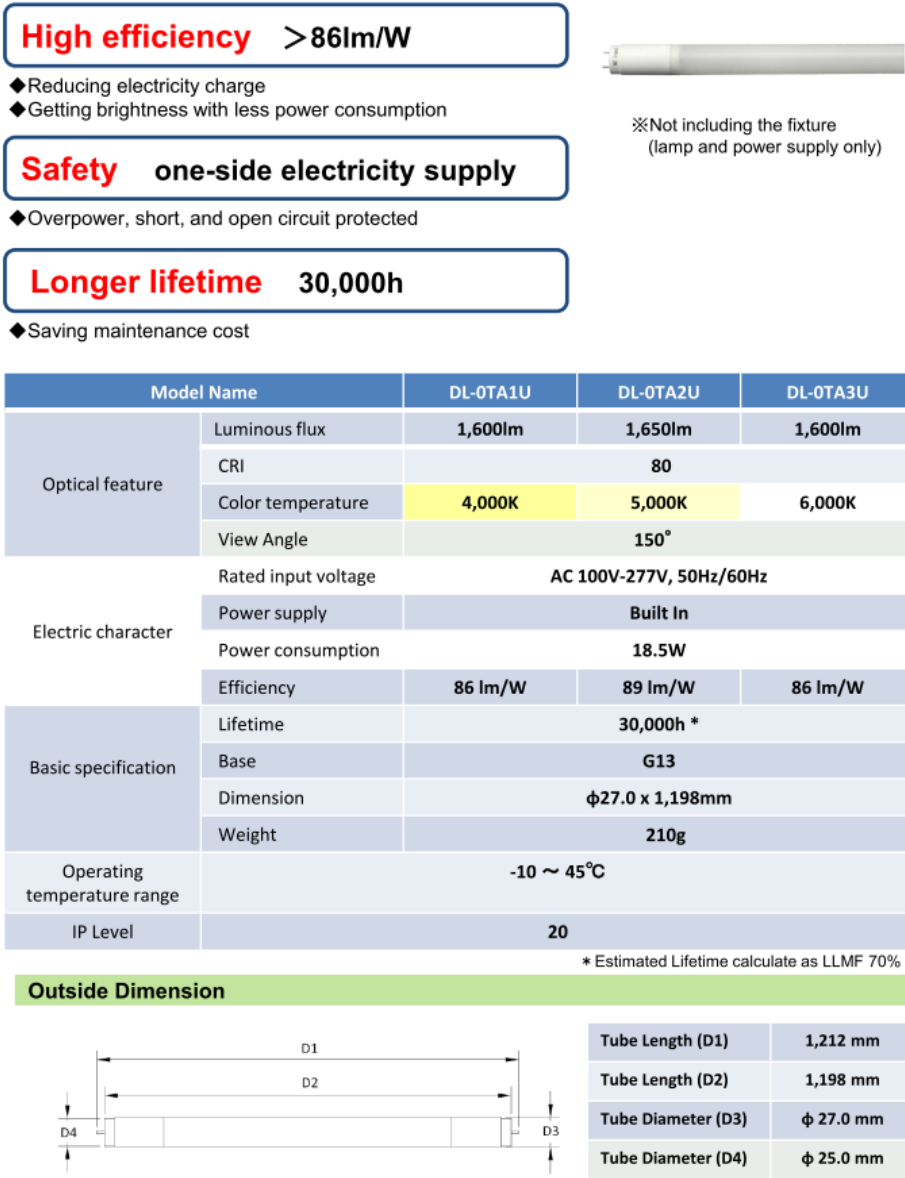 High efficiency >86lm/W
◆Reducing electricity charge
◆Getting brightness with less power consumption
※Not including the fixture
(lamp and power supply only)
Safety one-side electricity supply
◆Overpower, short, and open circuit protected
Longer lifetime 30,000h
◆Saving maintenance cost
Model Name DL-0TA1U DL-0TA2U DL-0TA3U
Optical feature
Luminous flux 1,600lm 1,650lm 1,600lm
CRI 80
Color temperature 4,000K 5,000K 6,000K
View Angle 150°
Electric character
Rated input voltage AC 100V-277V, 50Hz/60Hz
Power supply Built In
Power consumption 18.5W
Efficiency 86 lm/W 89 lm/W 86 lm/W
Basic specification
Lifetime 30,000h *
Base G13
Dimension ф27.0 x 1,198mm
Weight 210g
Operating
temperature range
-10 ～ 45℃
IP Level 20
* Estimated Lifetime calculate as LLMF 70%
Outside Dimension
D1
D2
D4
D3
Tube Length (D1) 1,212 mm
Tube Length (D2) 1,198 mm
Tube Diameter (D3) ф 27.0 mm
Tube Diameter (D4) ф 25.0 mm